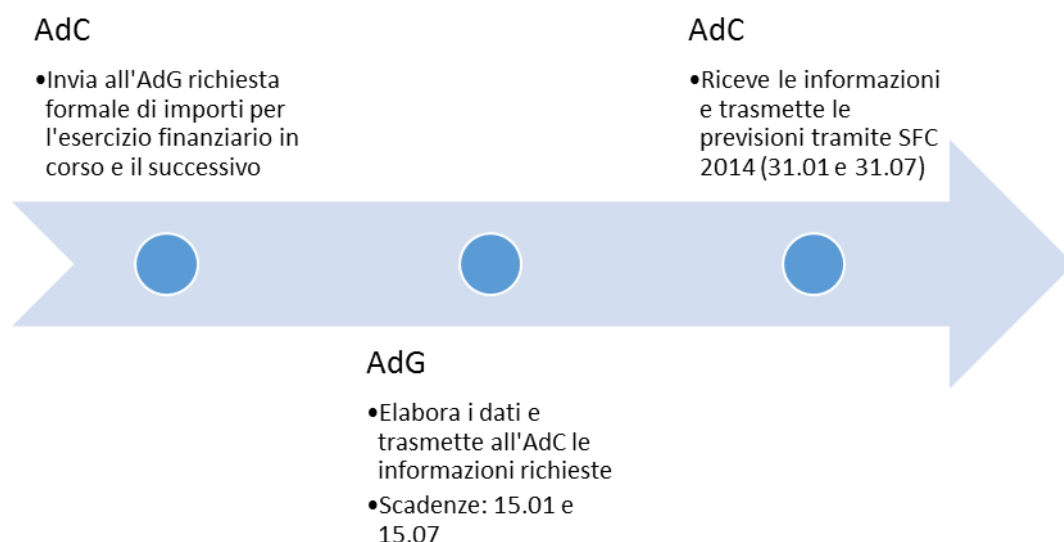 AdC
•Invia all'AdG richiesta
formale di importi per
l'esercizio finanziario in
corso e il successivo
AdG
•Elabora i dati e
trasmette all'AdC le
informazioni richieste
•Scadenze: 15.01 e
15.07
AdC
•Riceve le informazioni
e trasmette le
previsioni tramite SFC
2014 (31.01 e 31.07)